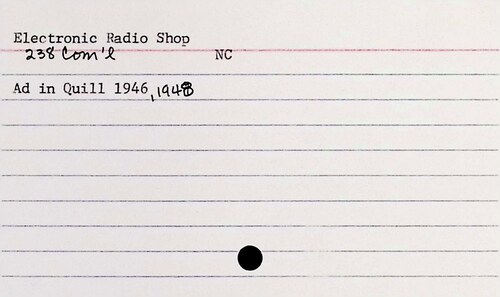 Electronic Radio Shop
238 Com'l NC
Ad in Quill 1946, 1948